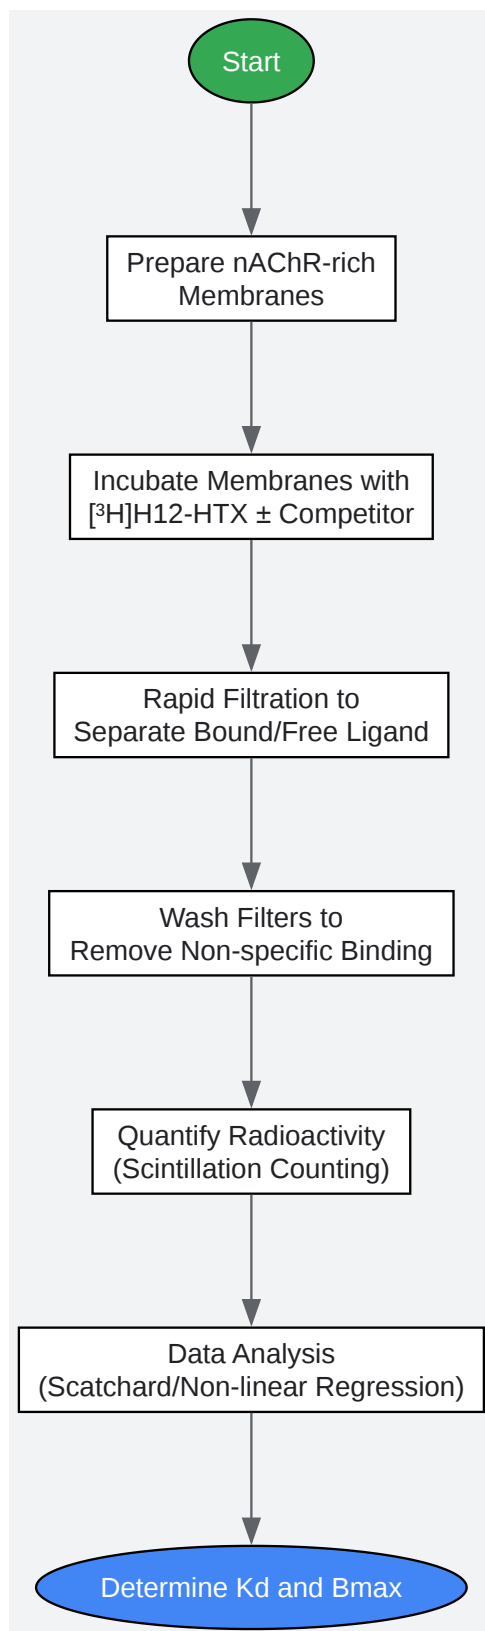 Start
Prepare nAChR-rich
Membranes
Incubate Membranes with
[³H]H12-HTX ± Competitor
Rapid Filtration to
Separate Bound/Free Ligand
Wash Filters to
Remove Non-specific Binding
Quantify Radioactivity
(Scintillation Counting)
Data Analysis
(Scatchard/Non-linear Regression)
Determine Kd and Bmax